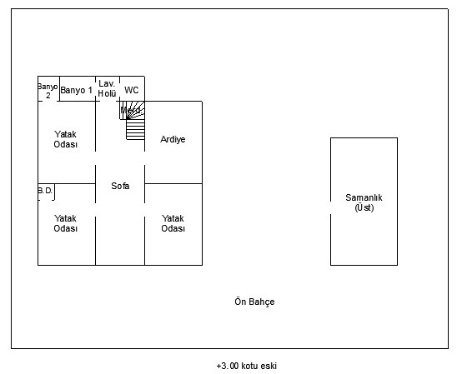 Banyo
2
Banyo 1
Lav.
Holü
WC
Merd.
Yatak
Odası
Ardiye
B.D.
Sofa
Yatak
Odası
Yatak
Odası
Samanlık
(Üst)
Ön Bahçe
+3.00 kotu eski